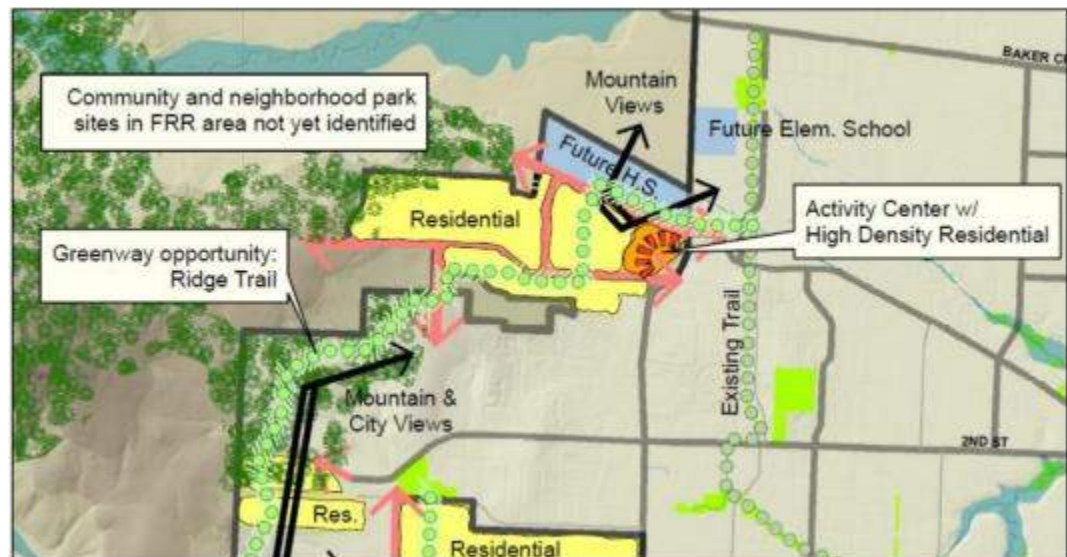 BAKER C
Mountain
Views
Community and neighborhood park
sites in FRR area not yet identified
Future Elem. School
Future H.S.
Residential
Activity Center w/
High Density Residential
Greenway opportunity:
Ridge Trail
Existing Trail
Mountain &
City Views
2ND ST
Res.
Residential